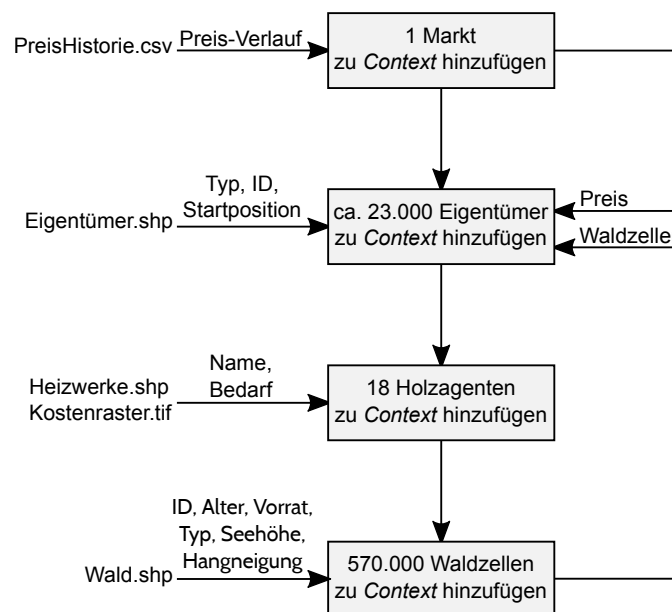 PreisHistorie.csv
Preis-Verlauf
1 Markt
zu Context hinzufügen
Eigentümer.shp
Typ, ID,
Startposition
ca. 23.000 Eigentümer
zu Context hinzufügen
Preis
Waldzelle
Heizwerke.shp
Kostenraster.tif
Name,
Bedarf
18 Holzagenten
zu Context hinzufügen
Wald.shp
ID, Alter, Vorrat,
Typ, Seehöhe,
Hangneigung
570.000 Waldzellen
zu Context hinzufügen